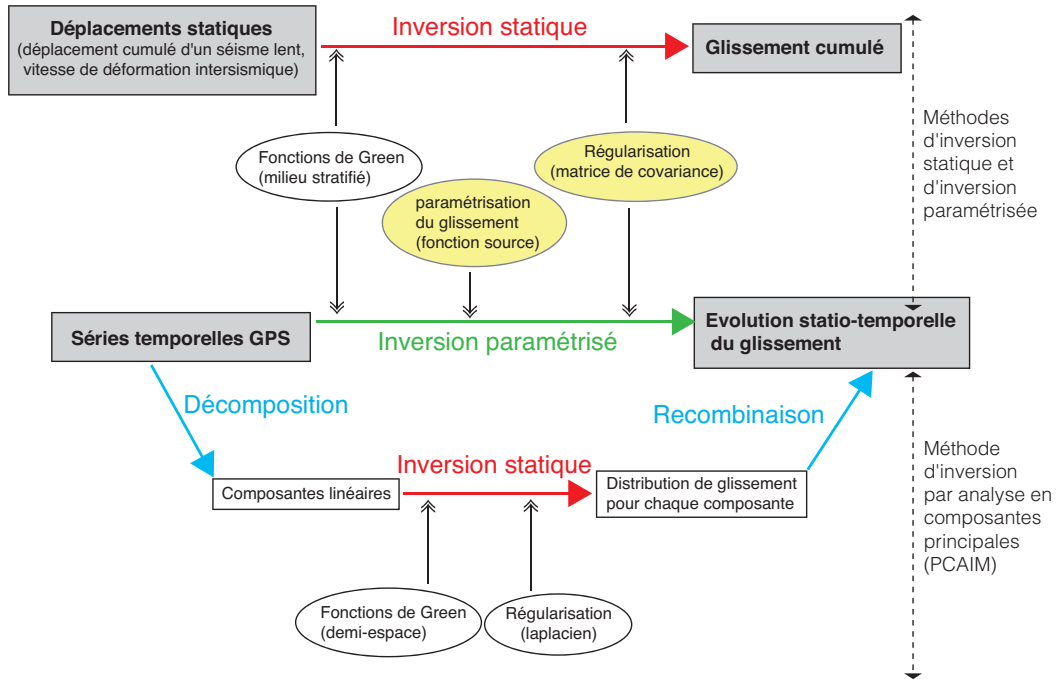 Déplacements statiques
(déplacement cumulé d'un séisme lent,
vitesse de déformation intersismique)
Inversion statique
Glissement cumulé
Fonctions de Green
(milieu stratifié)
Régularisation
(matrice de covariance)
paramétrisation
du glissement
(fonction source)
Méthodes
d'inversion
statique et
d'inversion
paramétrisée
Séries temporelles GPS
Inversion paramétrisé
Evolution statio-temporelle
du glissement
Décomposition
Recombinaison
Inversion statique
Composantes linéaires
Distribution de glissement
pour chaque composante
Fonctions de Green
(demi-espace)
Régularisation
(laplacien)
Méthode
d'inversion
par analyse en
composantes
principales
(PCAIM)